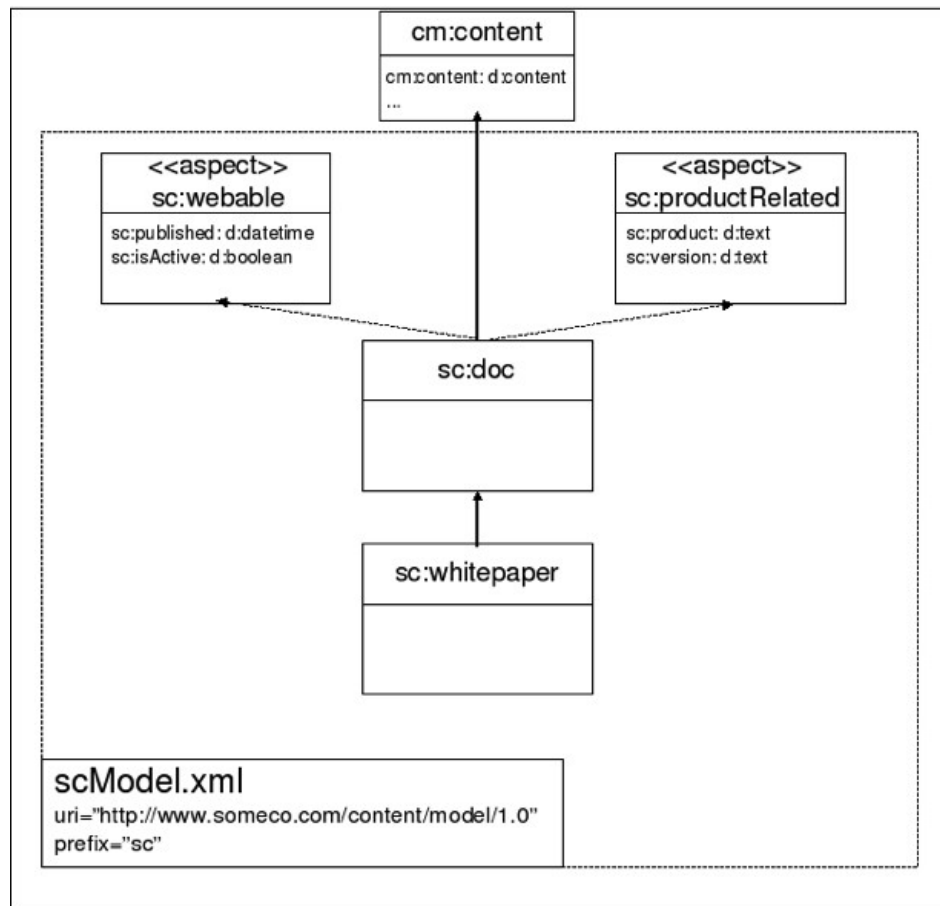 cm:content
cm:content: d:content
...
<<aspect>>
sc:webable
sc:published: d:datetime
sc:isActive: d:boolean
<<aspect>>
sc:productRelated
sc:product: d:text
sc:version: d:text
sc:doc
sc:whitepaper
scModel.xml
uri="http://www.someco.com/content/model/1.0"
prefix="sc"